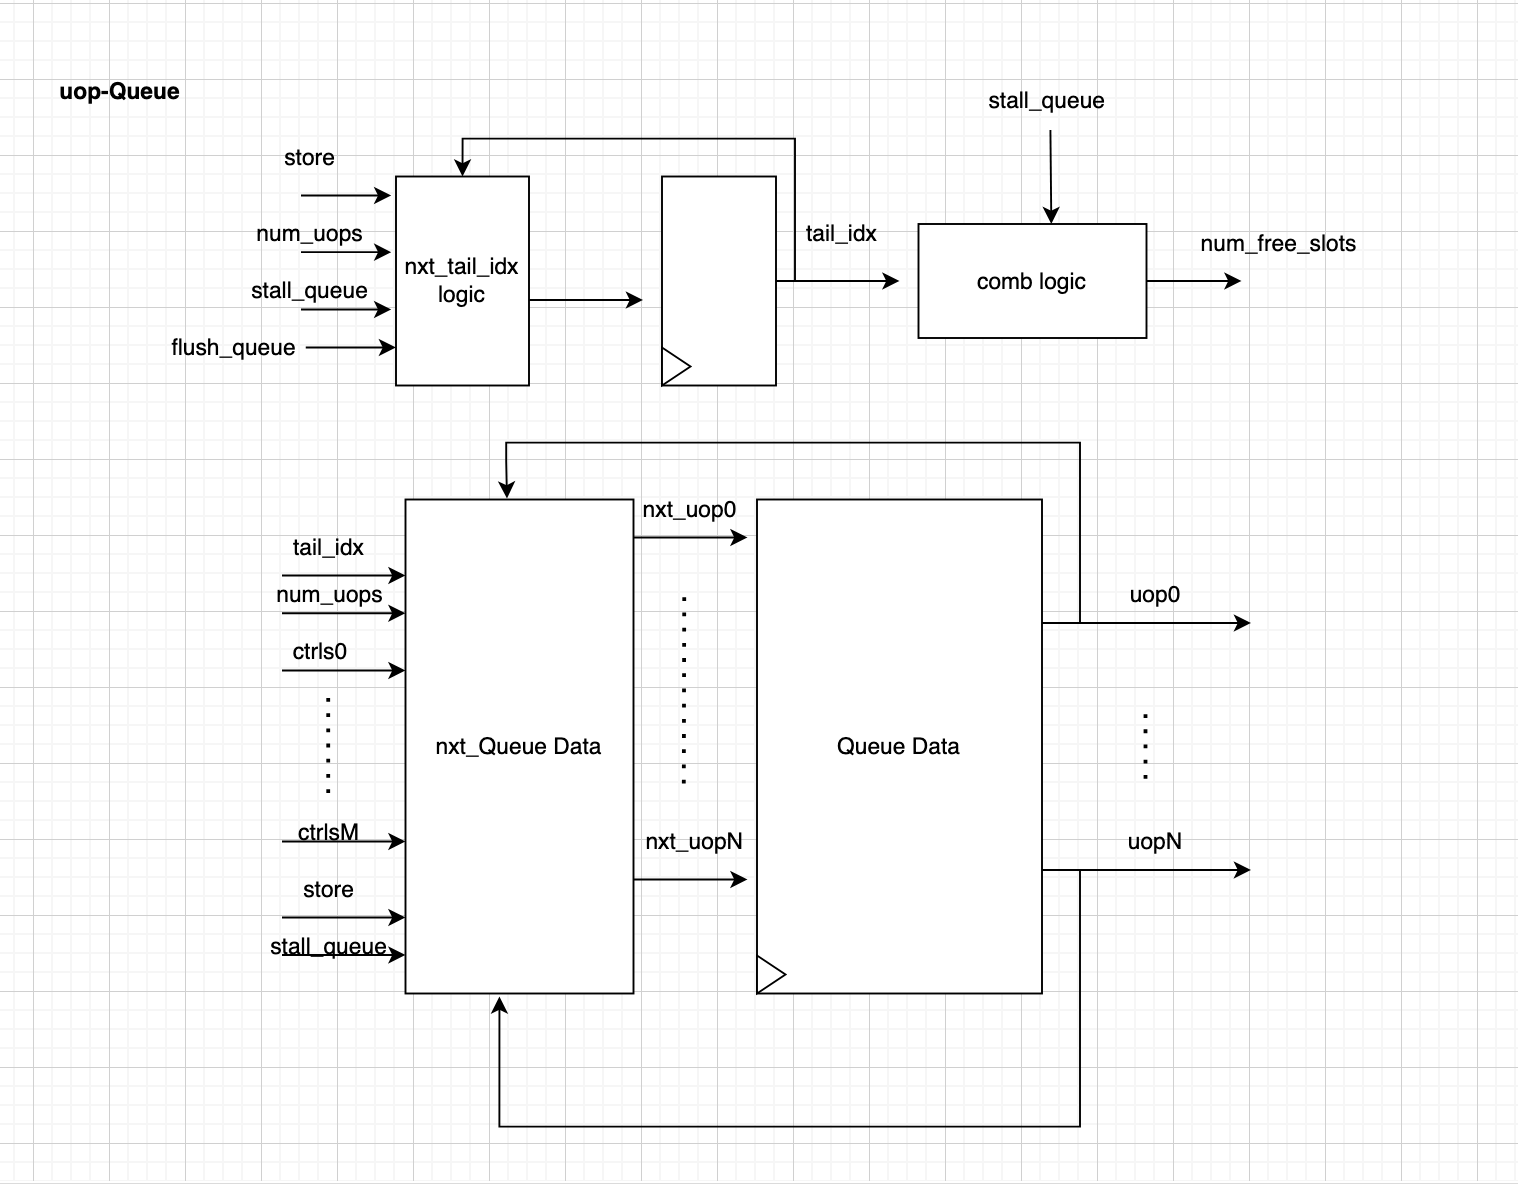 uop-Queue
stall_queue
store
num_uops
tail_idx
num_free_slots
nxt_tail_idx
logic
comb logic
stall_queue
flush_queue
nxt_uop0
tail_idx
num_uops
uop0
ctrls0
nxt_Queue Data
Queue Data
ctrlsM
nxt_uopN
uopN
store
stall_queue